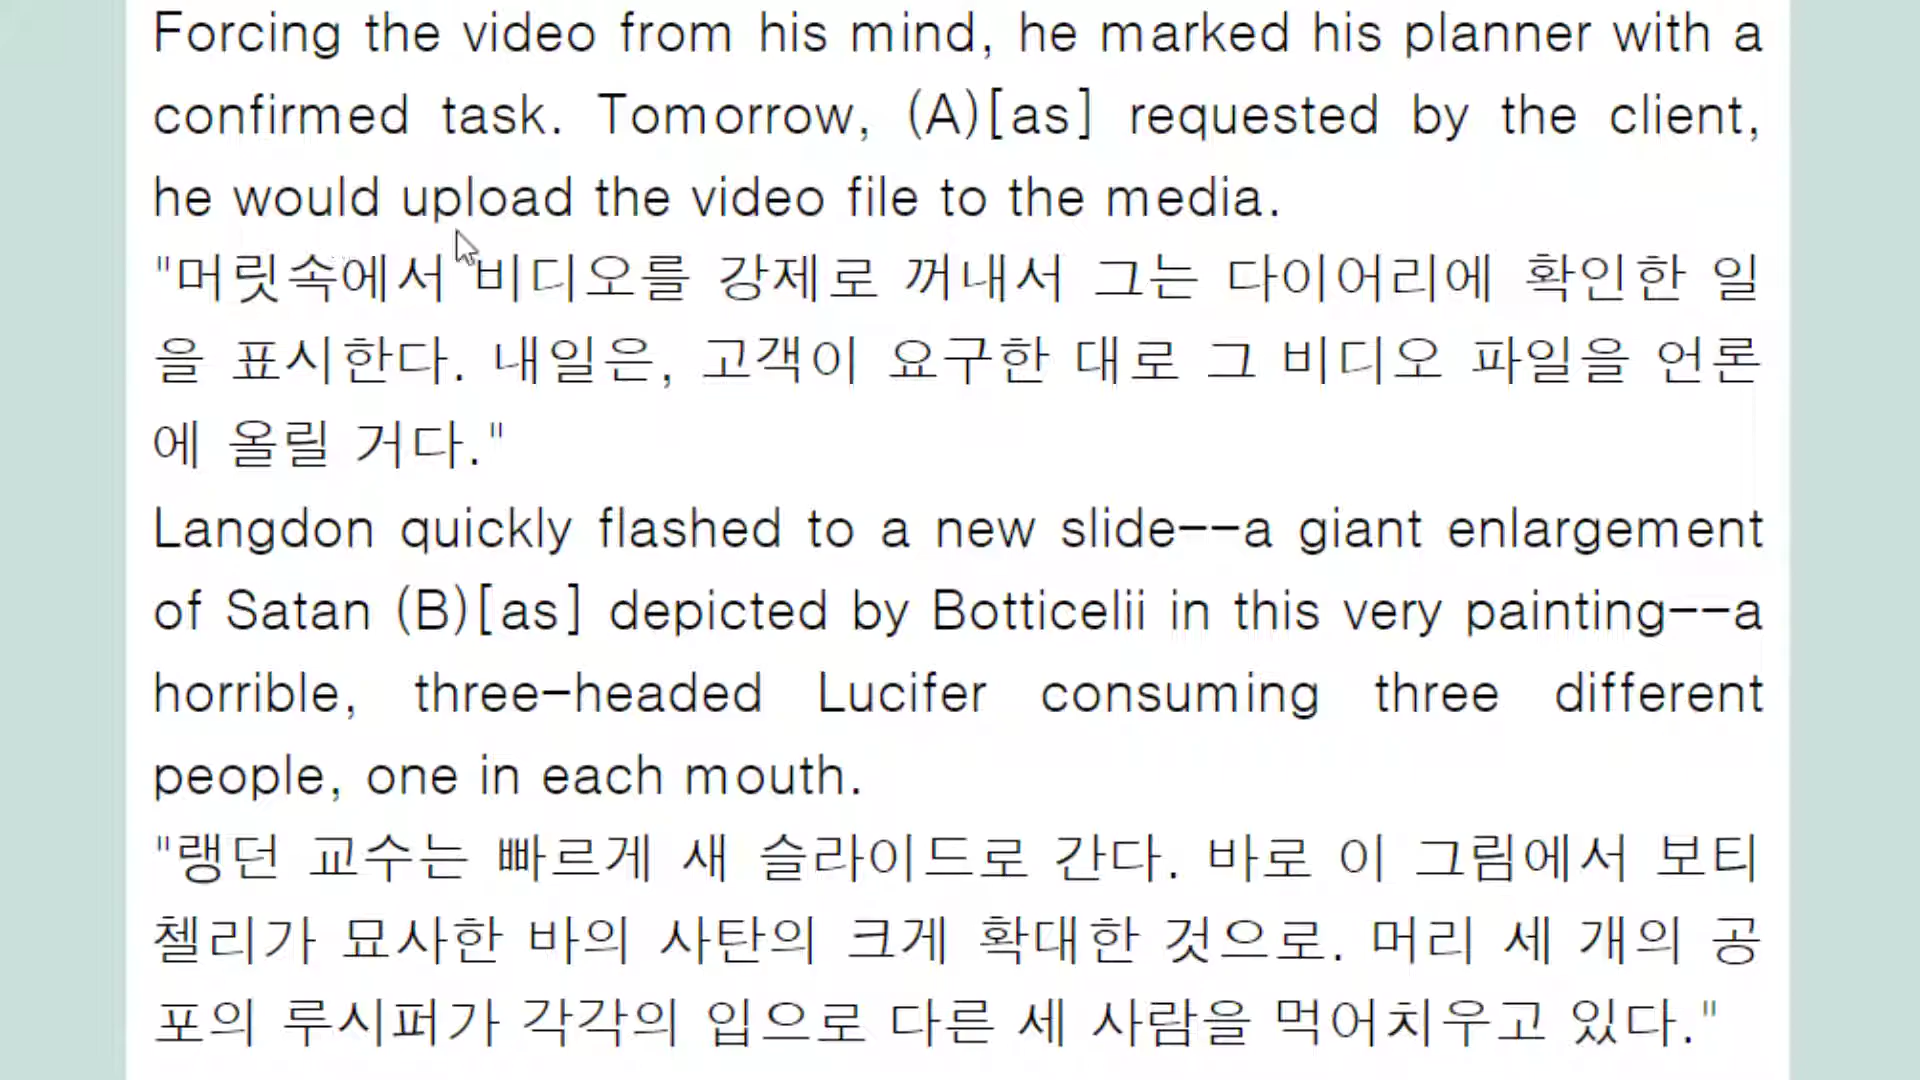 Forcing the video from his mind, he marked his planner with a
confirmed task. Tomorrow, (A)[as] requested by the client,
he would upload the video file to the media.
"머릿속에서 비디오를 강제로 꺼내서 그는 다이어리에 확인한 일
을 표시한다. 내일은, 고객이 요구한 대로 그 비디오 파일을 언론
에 올릴 거다."
Langdon quickly flashed to a new slide--a giant enlargement
of Satan (B)[as] depicted by Botticelii in this very painting--a
horrible, three-headed Lucifer consuming three different
people, one in each mouth.
"랭던 교수는 빠르게 새 슬라이드로 간다. 바로 이 그림에서 보티
첼리가 묘사한 바의 사탄의 크게 확대한 것으로. 머리 세 개의 공
포의 루시퍼가 각각의 입으로 다른 세 사람을 먹어치우고 있다."